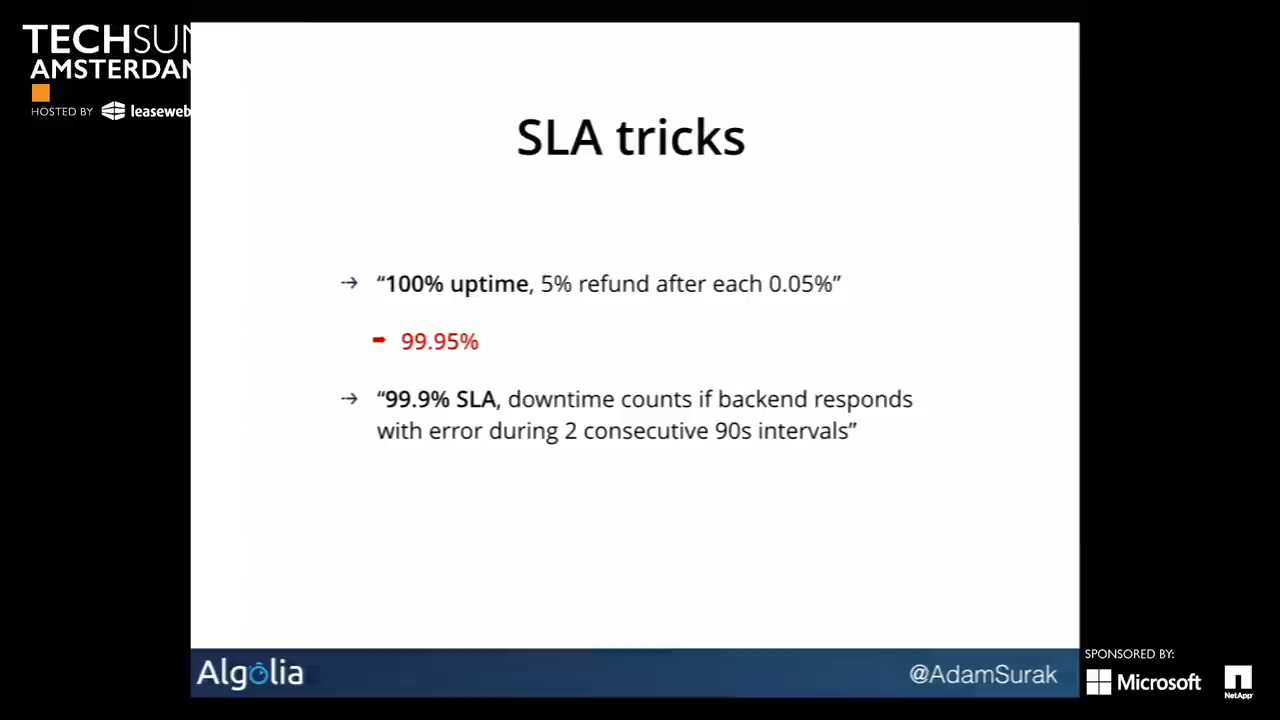 TECHSUM
AMSTERDAM
HOSTED BY leaseweb
SLA tricks
→ “100% uptime, 5% refund after each 0.05%”
➡ 99.95%
→ “99.9% SLA, downtime counts if backend responds
with error during 2 consecutive 90s intervals”
Algolia
@AdamSurak
SPONSORED BY:
Microsoft
NetApp